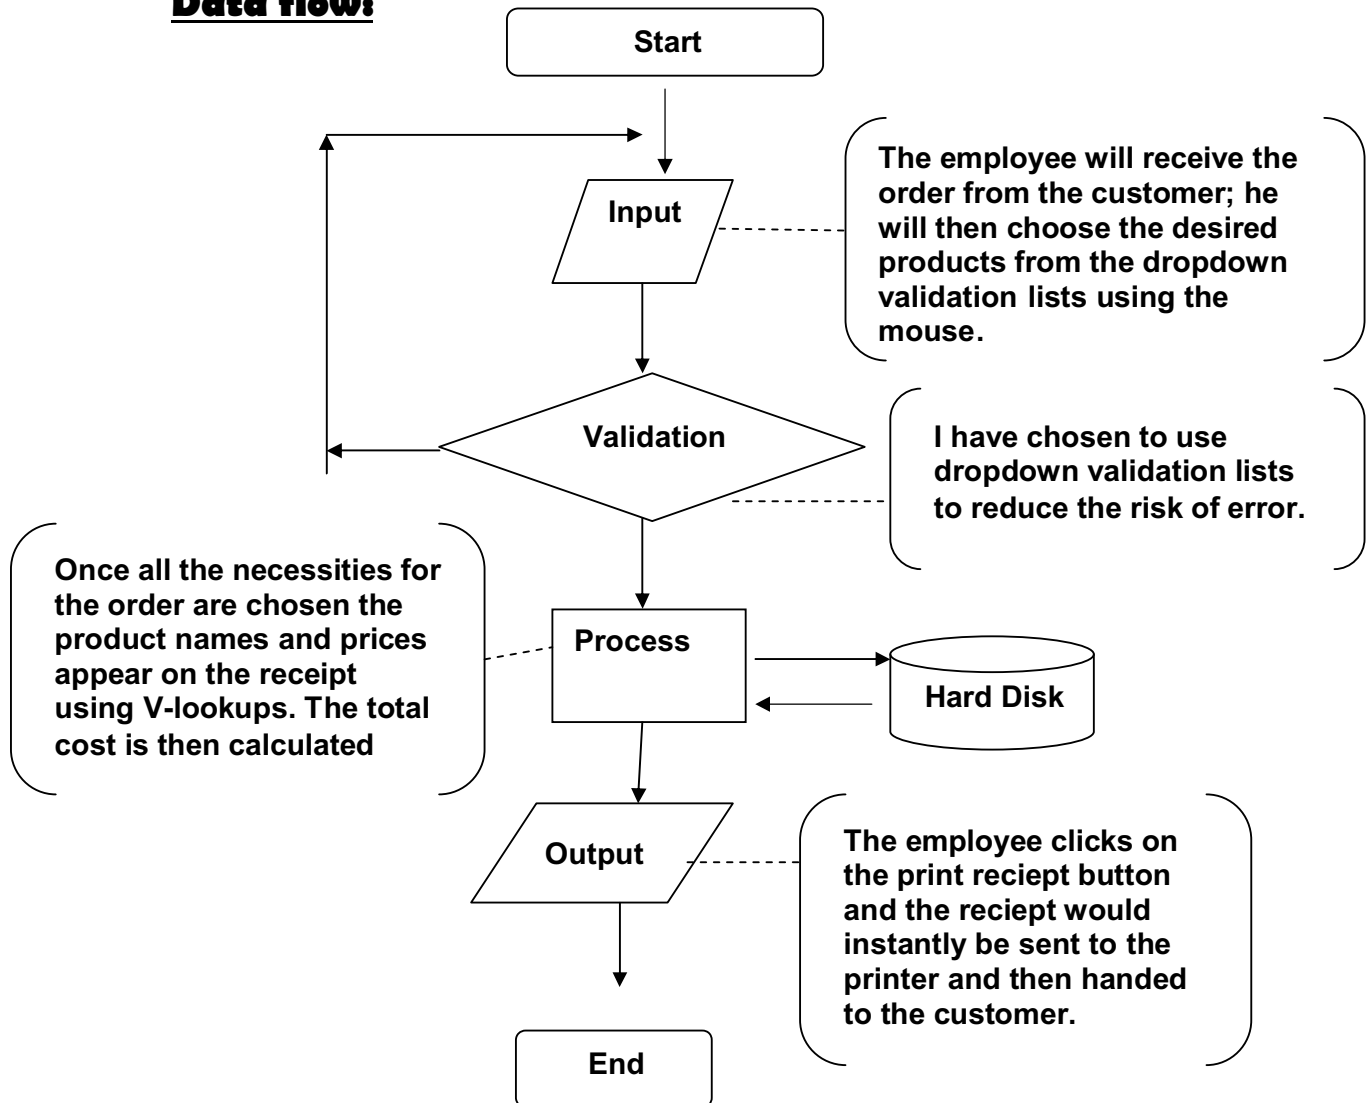 Data flow:
Start
Input
The employee will receive the
order from the customer; he
will then choose the desired
products from the dropdown
validation lists using the
mouse.
Validation
I have chosen to use
dropdown validation lists
to reduce the risk of error.
Once all the necessities for
the order are chosen the
product names and prices
appear on the receipt
using V-lookups. The total
cost is then calculated
Process
Hard Disk
Output
The employee clicks on
the print reciept button
and the reciept would
instantly be sent to the
printer and then handed
to the customer.
End